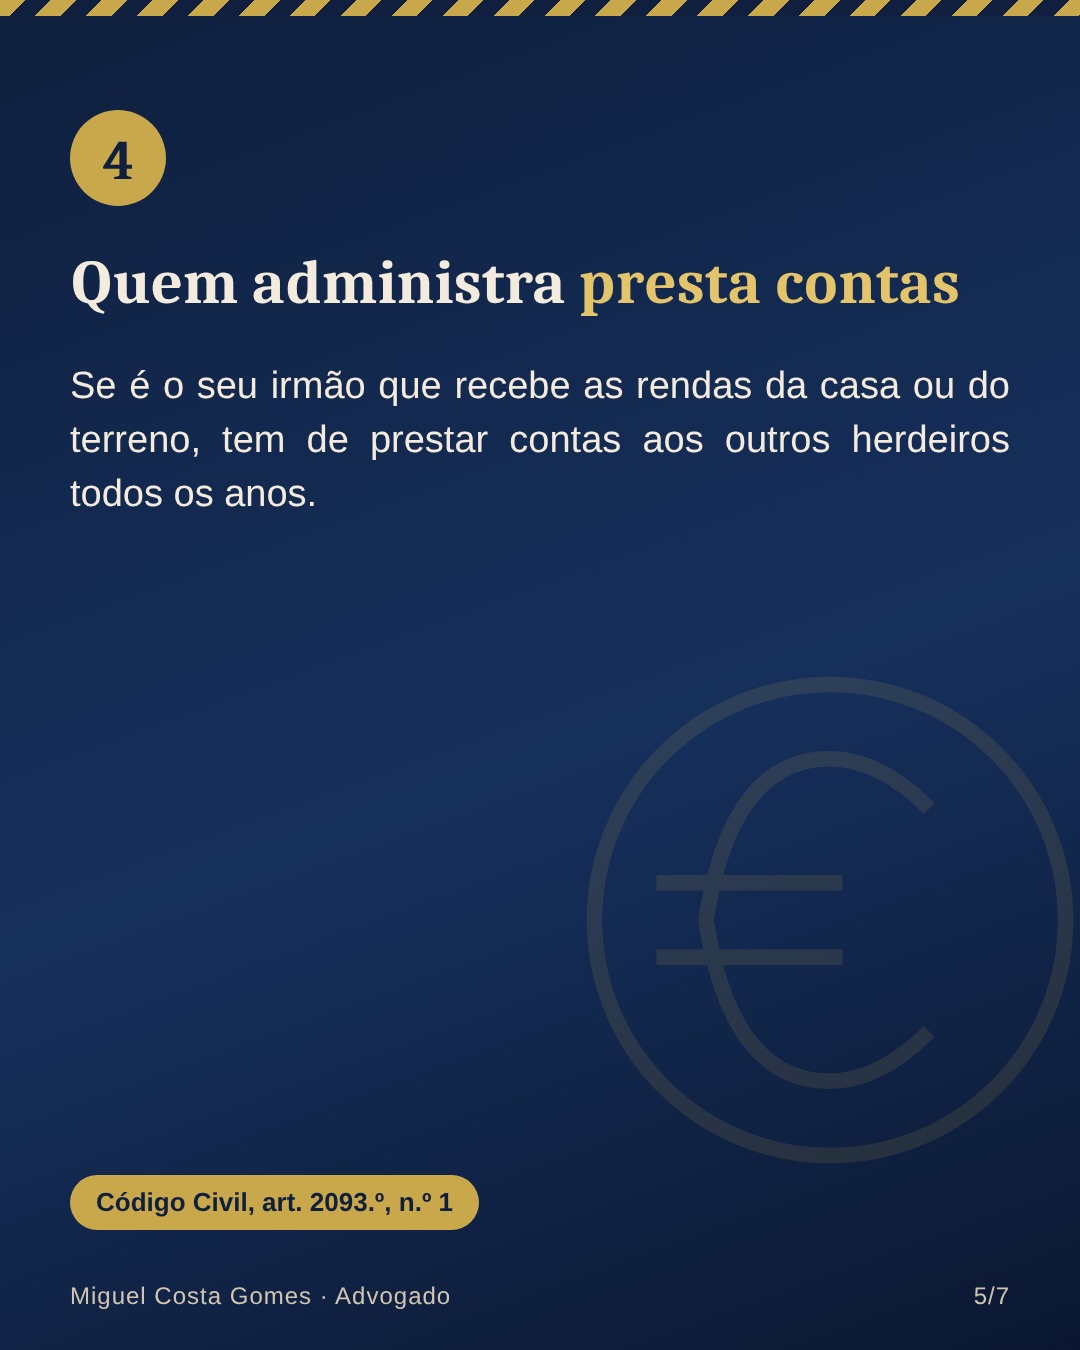 4
Quem administra presta contas
Se é o seu irmão que recebe as rendas da casa ou do
terreno, tem de prestar contas aos outros herdeiros
todos os anos.
Código Civil, art. 2093.º, n.º 1
Miguel Costa Gomes · Advogado
5/7